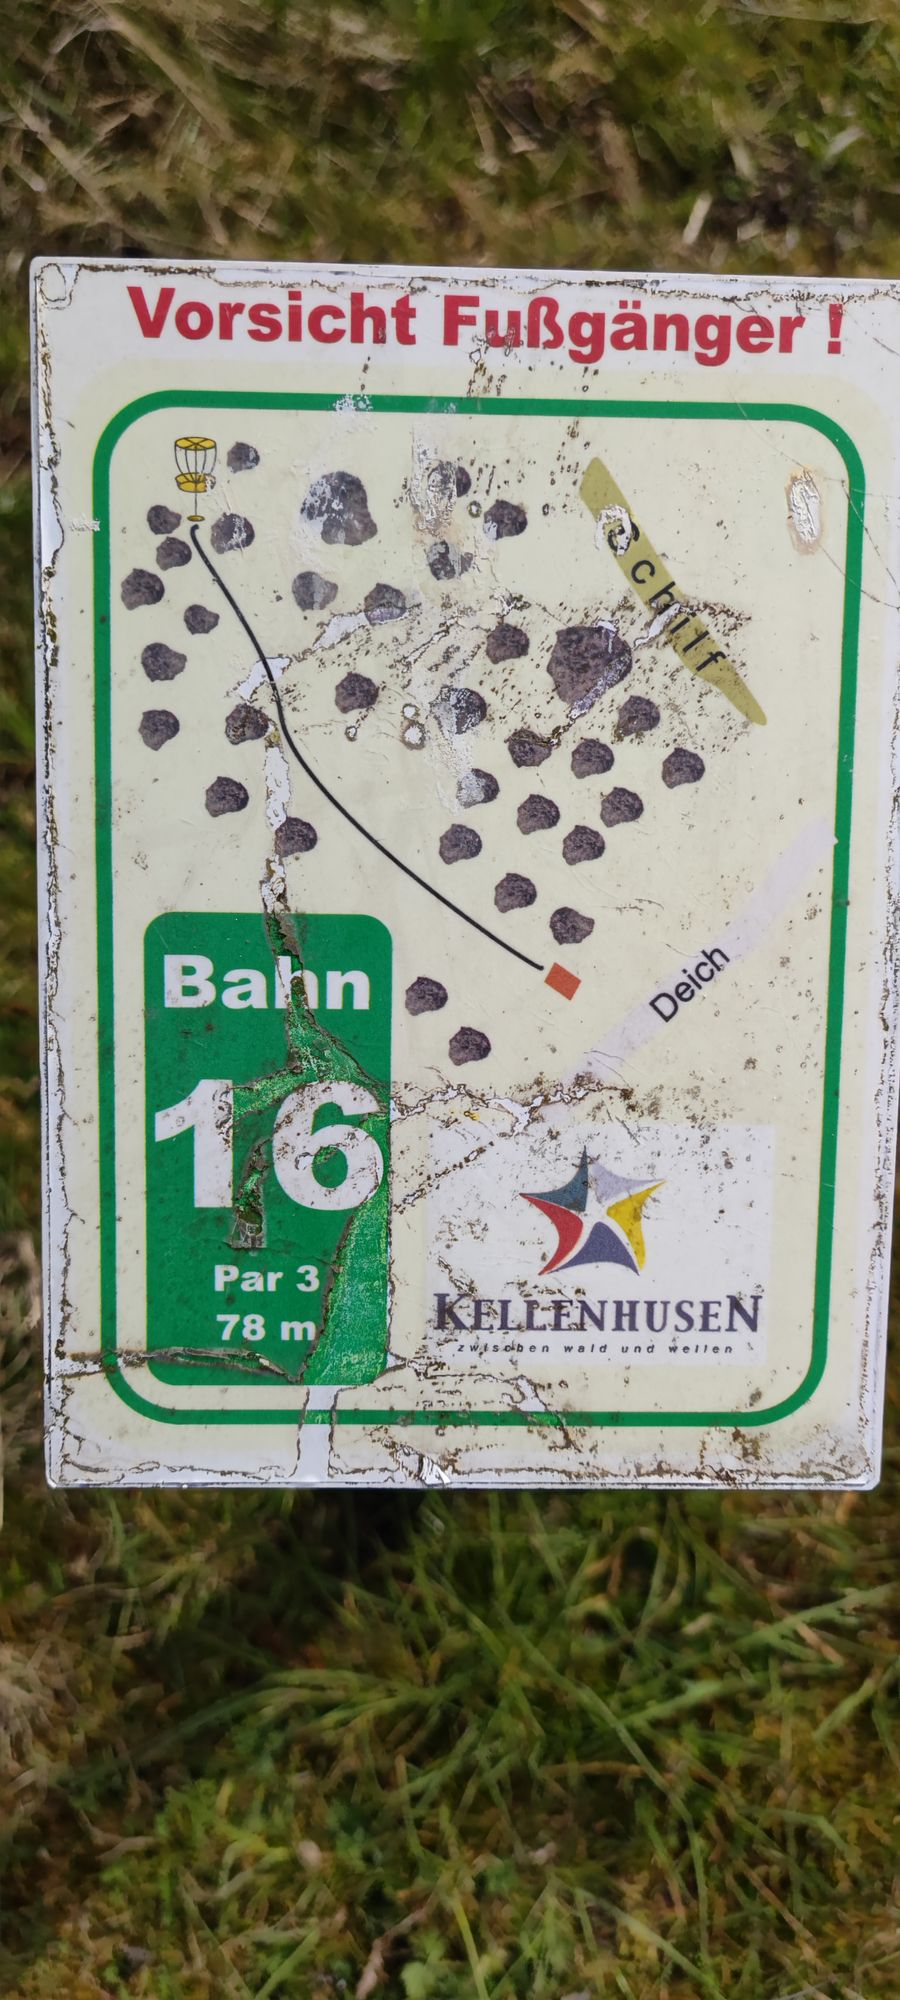 Vorsicht Fußgänger !
Schilf
Deich
Bahn
16
Par 3
78 m
KELLENHUSEN
zwischen wald und wellen